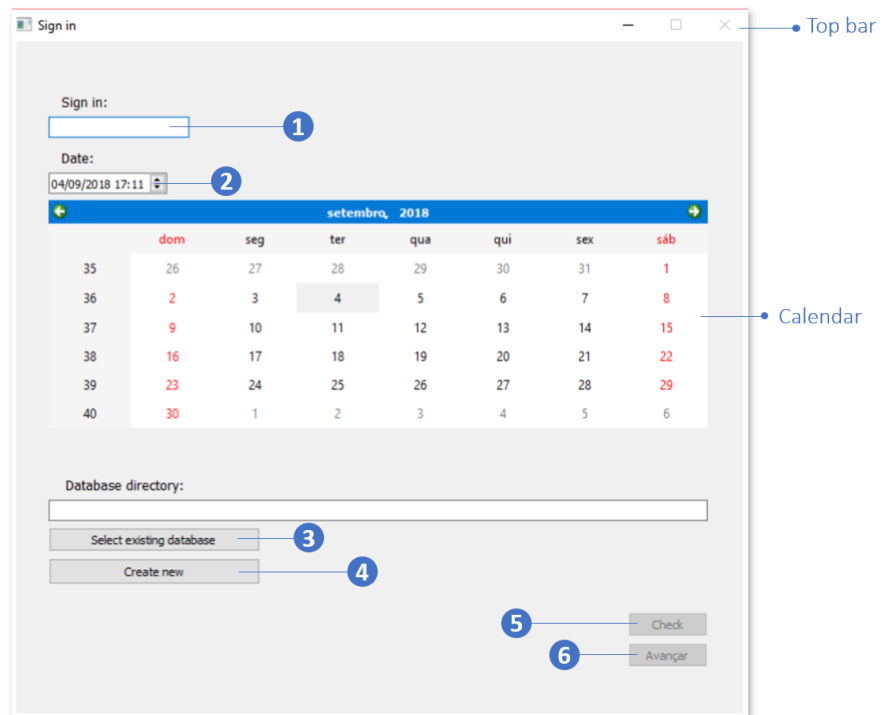 Sign in
Top bar
Sign in:
1
Date:
04/09/2018 17:11
2
setembro, 2018
dom seg ter qua qui sex sáb
35 26 27 28 29 30 31 1
36 2 3 4 5 6 7 8
37 9 10 11 12 13 14 15
Calendar
38 16 17 18 19 20 21 22
39 23 24 25 26 27 28 29
40 30 1 2 3 4 5 6
Database directory:
Select existing database
3
Create new
4
5
Check
6
Avançar